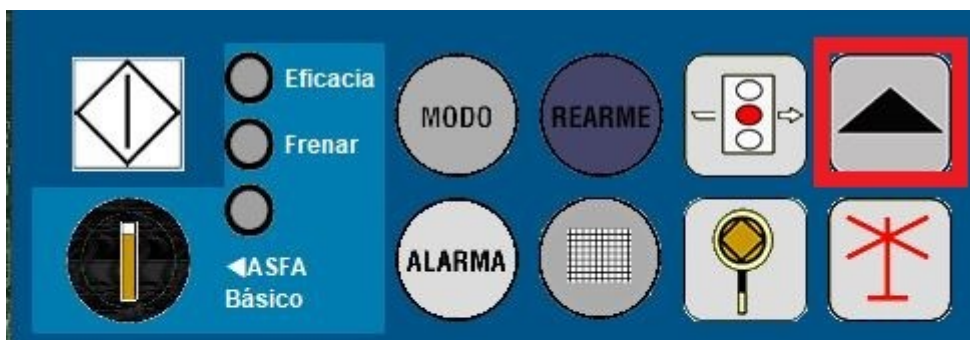 Eficacia
Frenar
◀ASFA
Básico
MODO
REARME
ALARMA